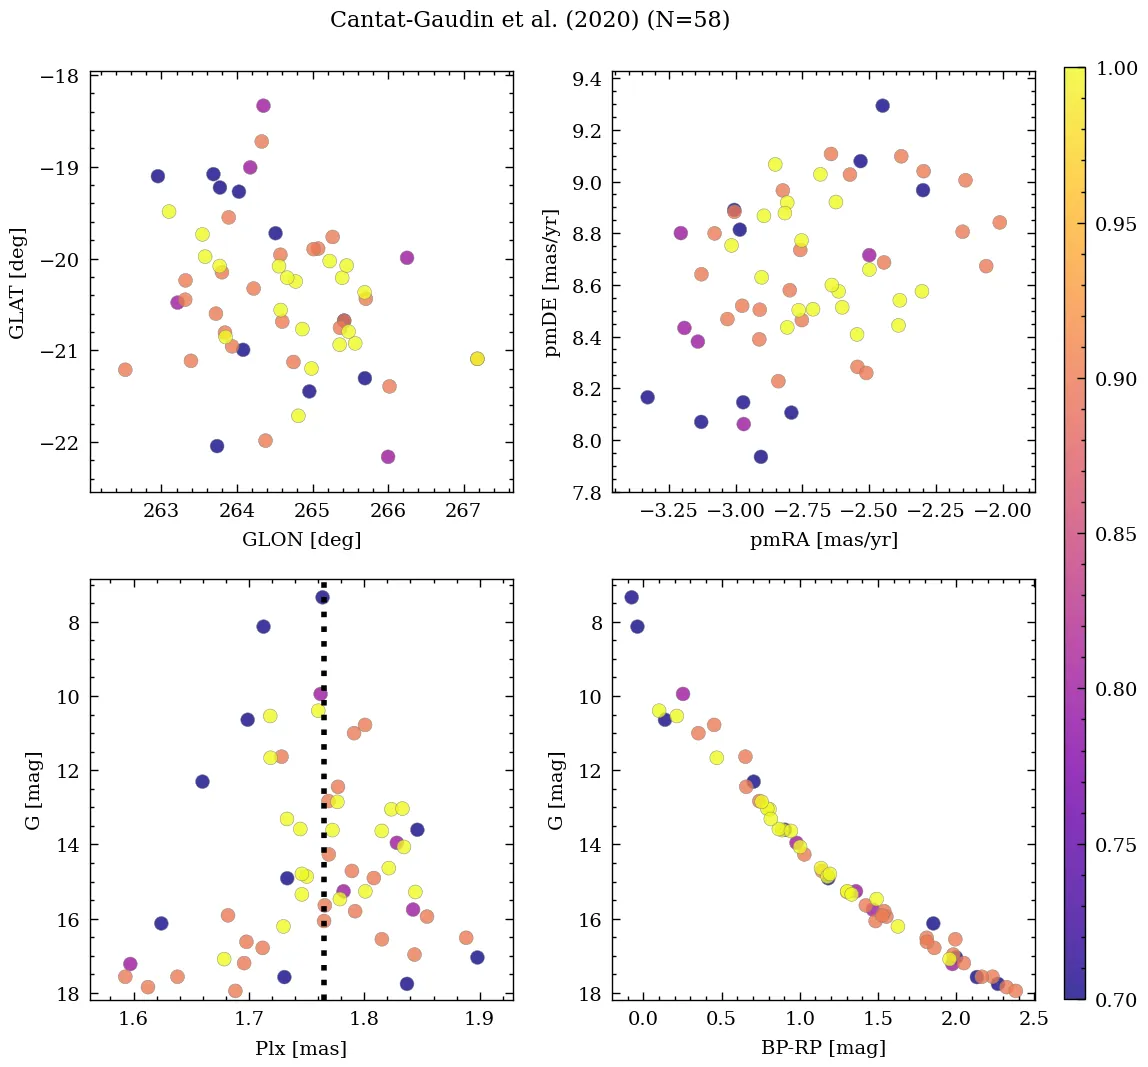 Cantat-Gaudin et al. (2020) (N=58)
−18
−19
−20
−21
−22
GLAT [deg]
263 264 265 266 267
GLON [deg]
9.4
9.2
9.0
8.8
8.6
8.4
8.2
8.0
7.8
pmDE [mas/yr]
−3.25 −3.00 −2.75 −2.50 −2.25 −2.00
pmRA [mas/yr]
8
10
12
14
16
18
G [mag]
1.6 1.7 1.8 1.9
Plx [mas]
8
10
12
14
16
18
G [mag]
0.0 0.5 1.0 1.5 2.0 2.5
BP-RP [mag]
1.00
0.95
0.90
0.85
0.80
0.75
0.70